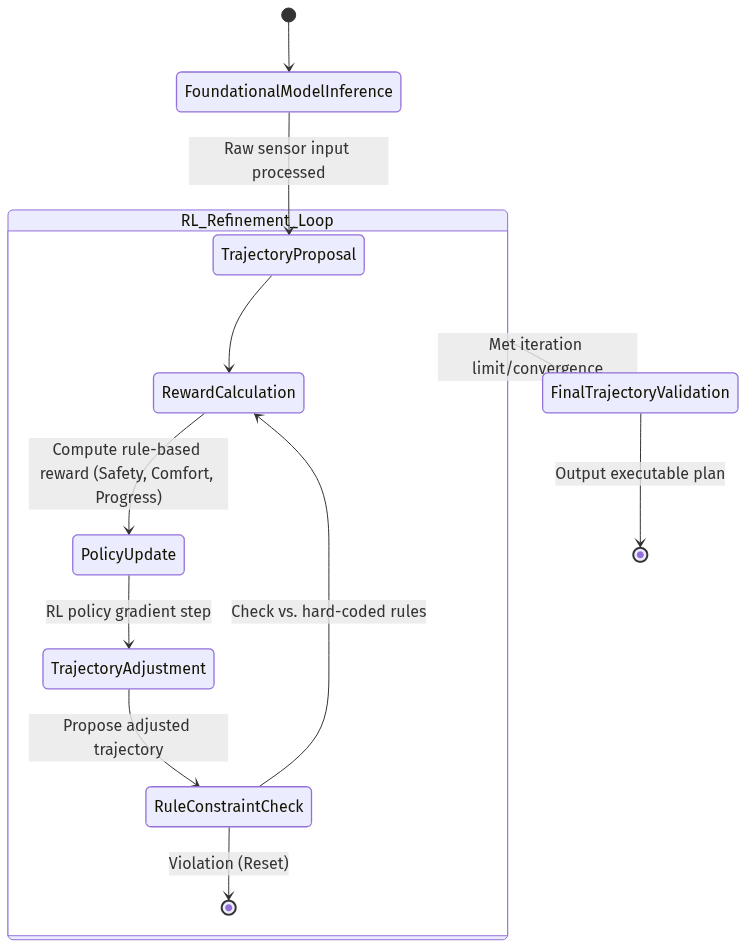 FoundationalModelInference
Raw sensor input
processed
RL_Refinement_Loop
TrajectoryProposal
Met iteration
limit/convergence
RewardCalculation
FinalTrajectoryValidation
Compute rule-based
reward (Safety, Comfort,
Progress)
Output executable plan
PolicyUpdate
RL policy gradient step
Check vs. hard-coded rules
TrajectoryAdjustment
Propose adjusted
trajectory
RuleConstraintCheck
Violation (Reset)